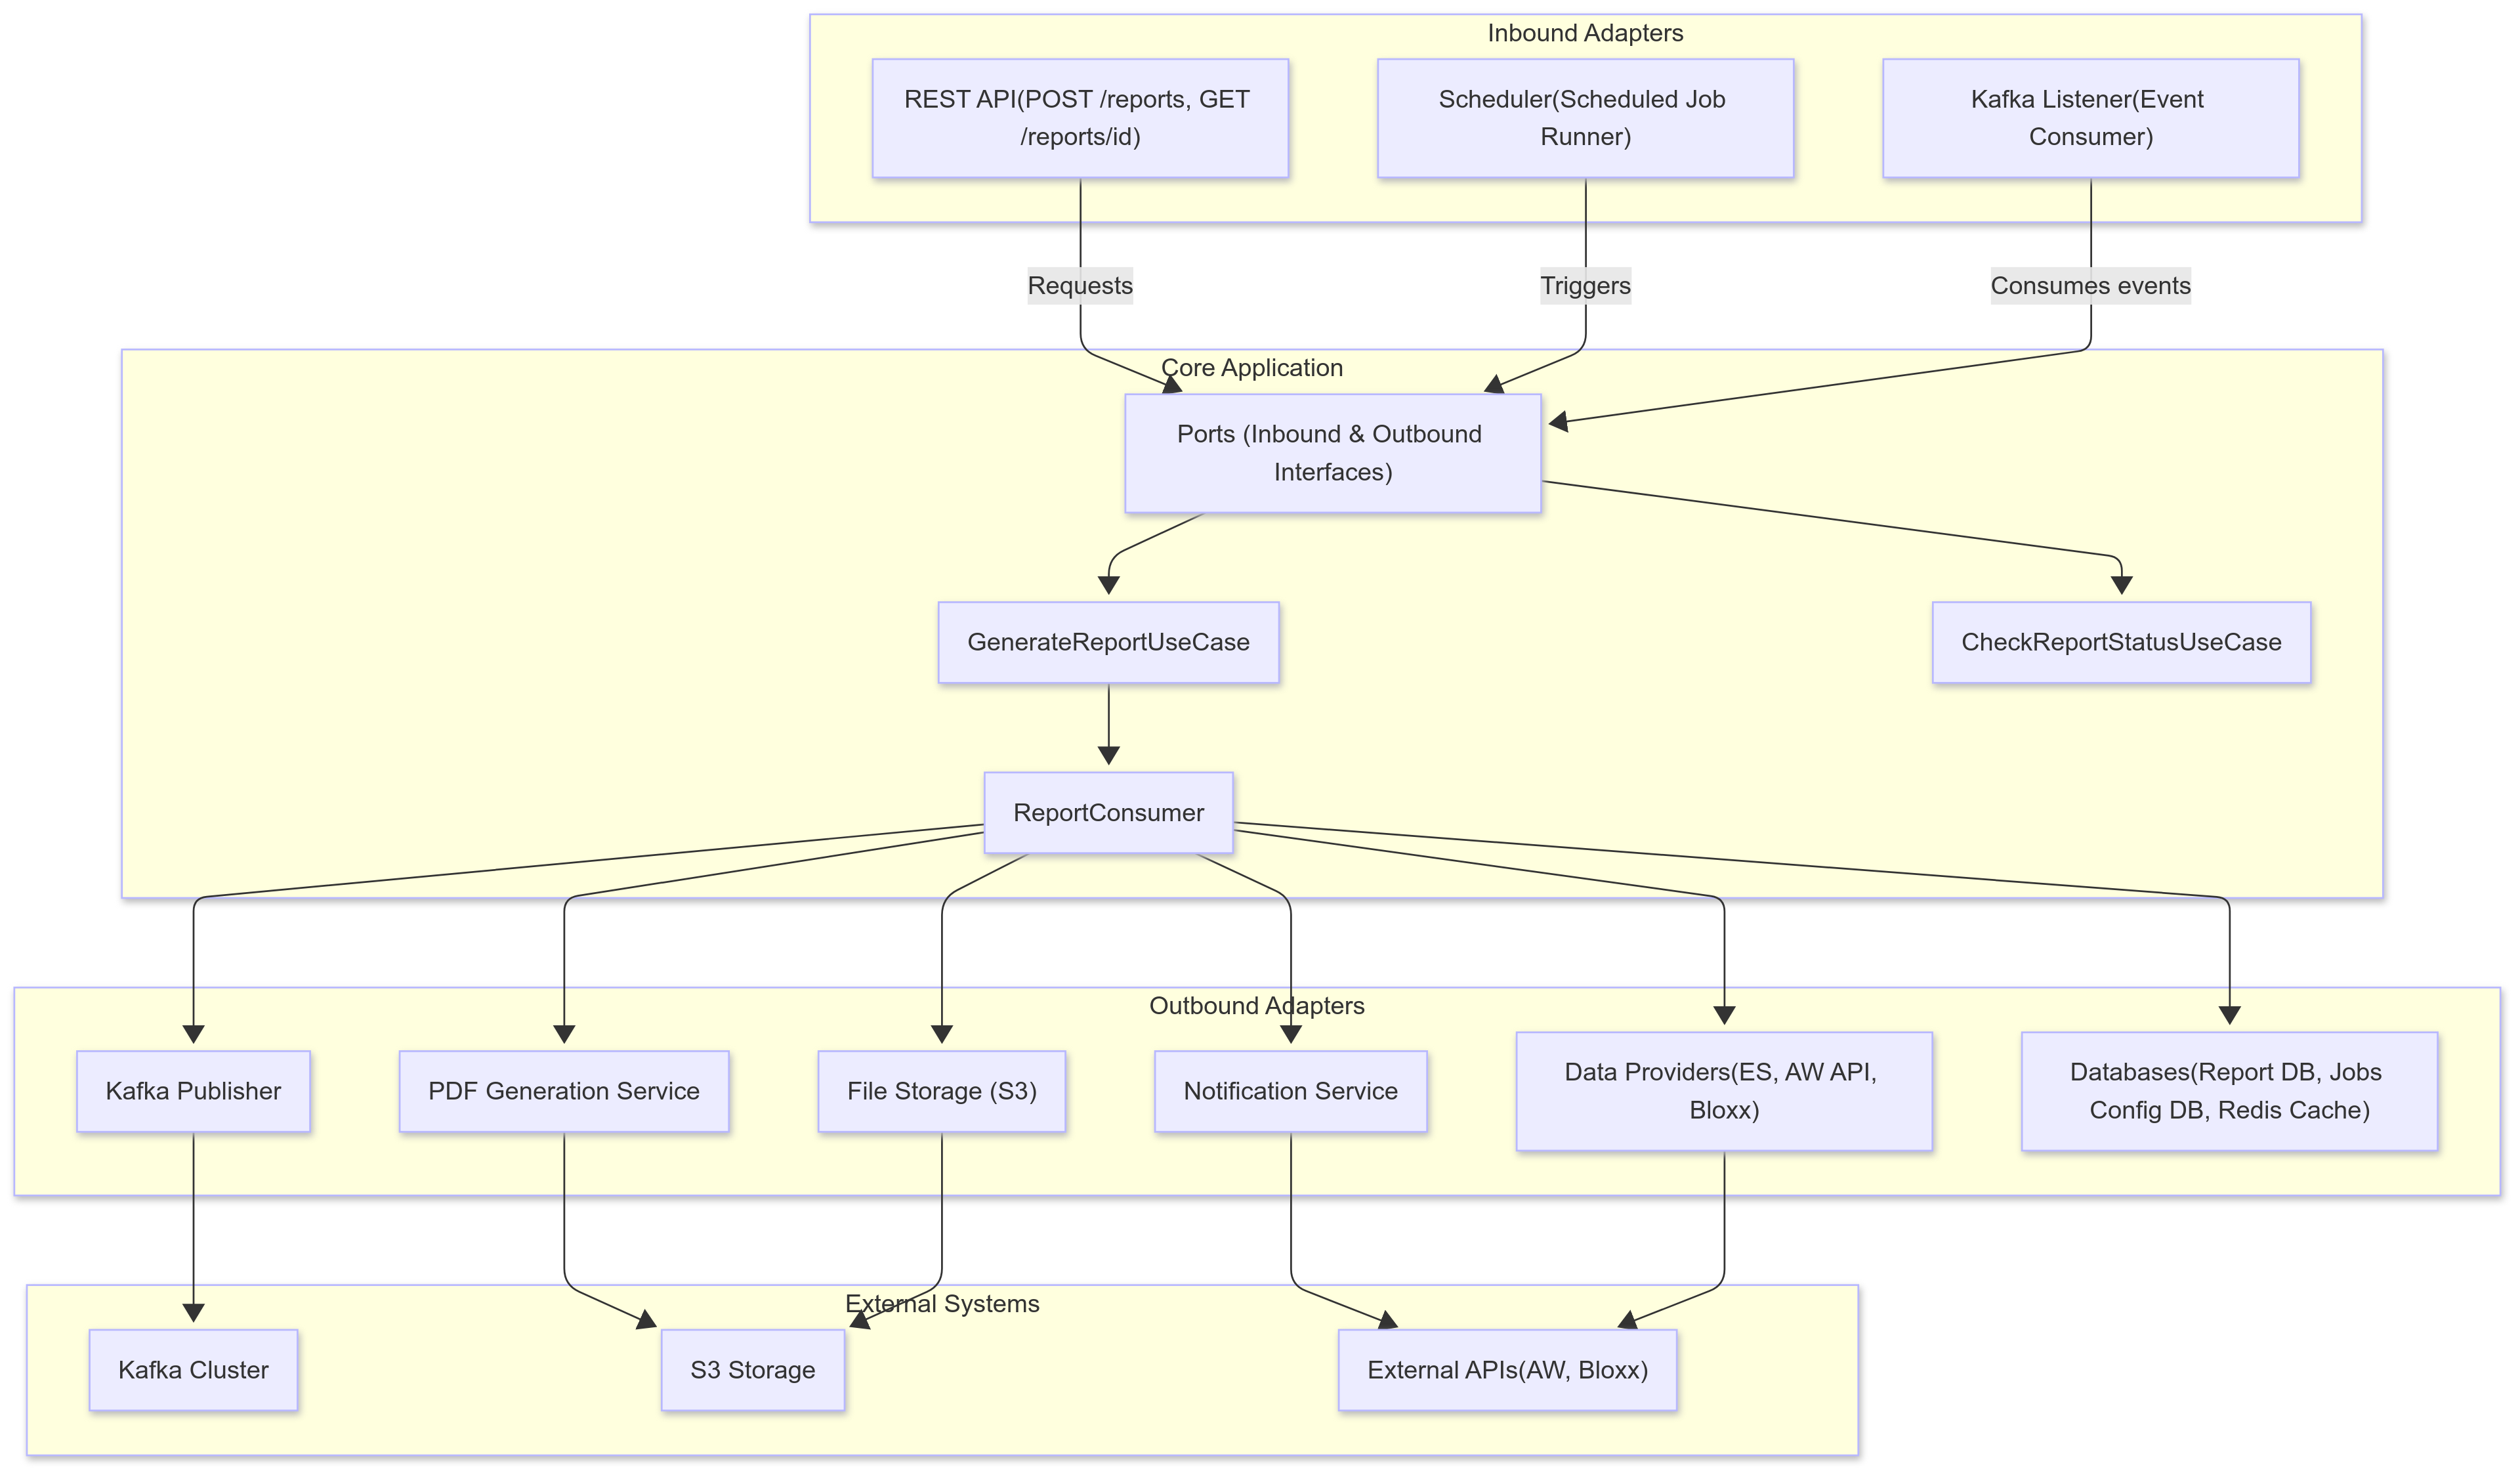 Inbound Adapters
REST API(POST /reports, GET
/reports/id)
Scheduler(Scheduled Job
Runner)
Kafka Listener(Event
Consumer)
Requests
Triggers
Consumes events
Core Application
Ports (Inbound & Outbound
Interfaces)
GenerateReportUseCase
CheckReportStatusUseCase
ReportConsumer
Outbound Adapters
Kafka Publisher
PDF Generation Service
File Storage (S3)
Notification Service
Data Providers(ES, AW API,
Bloxx)
Databases(Report DB, Jobs
Config DB, Redis Cache)
External Systems
Kafka Cluster
S3 Storage
External APIs(AW, Bloxx)